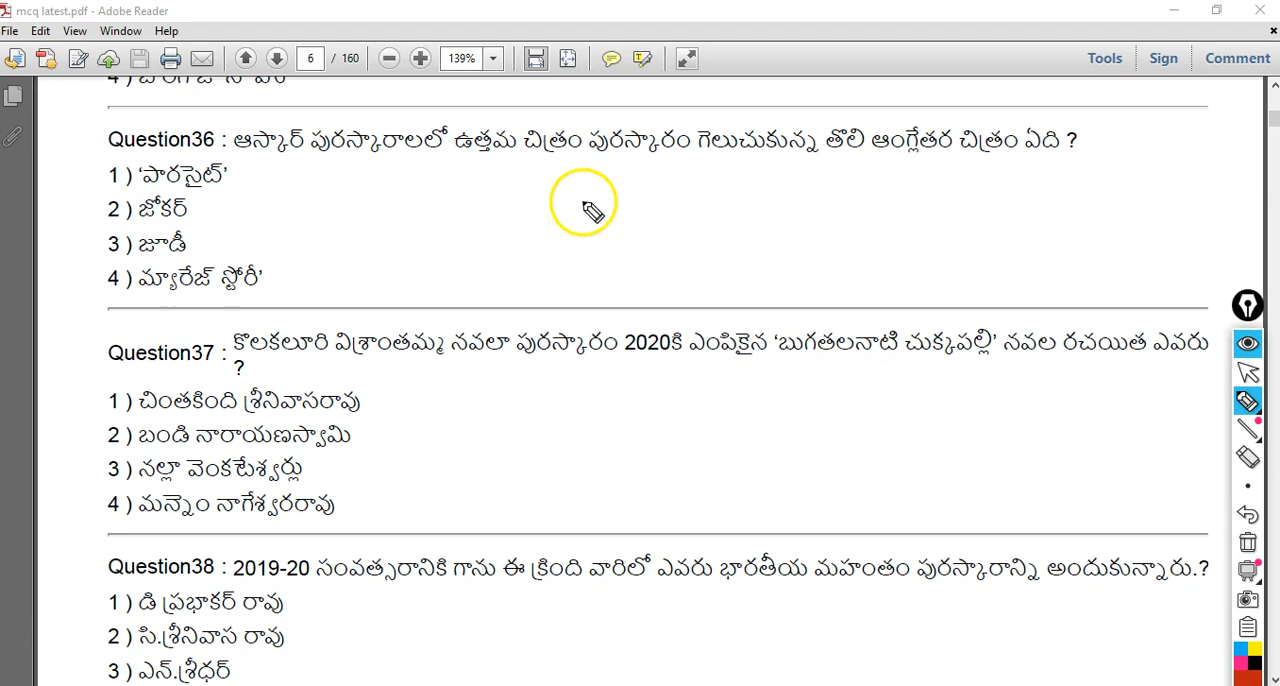 mcq latest.pdf - Adobe Reader
File Edit View Window Help
6 / 160 139% Tools Sign Comment
Question36 : ఆస్కార్ పురస్కారాలలో ఉత్తమ చిత్రం పురస్కారం గెలుచుకున్న తొలి ఆంగ్లేతర చిత్రం ఏది ?
1 ) ‘పారసైట్’
2 ) జోకర్
3 ) జూడీ
4 ) మ్యారేజ్ స్టోరీ’
Question37 : కొలకలూరి విశ్రాంతమ్మ నవలా పురస్కారం 2020కి ఎంపికైన ‘బుగతలనాటి చుక్కపల్లి’ నవల రచయిత ఎవరు
?
1 ) చింతకింది శ్రీనివాసరావు
2 ) బండి నారాయణస్వామి
3 ) నల్లా వెంకటేశ్వర్లు
4 ) మన్నెం నాగేశ్వరరావు
Question38 : 2019-20 సంవత్సరానికి గాను ఈ క్రింది వారిలో ఎవరు భారతీయ మహంతం పురస్కారాన్ని అందుకున్నారు.?
1 ) డి ప్రభాకర్ రావు
2 ) సి.శ్రీనివాస రావు
3 ) ఎన్.శ్రీధర్